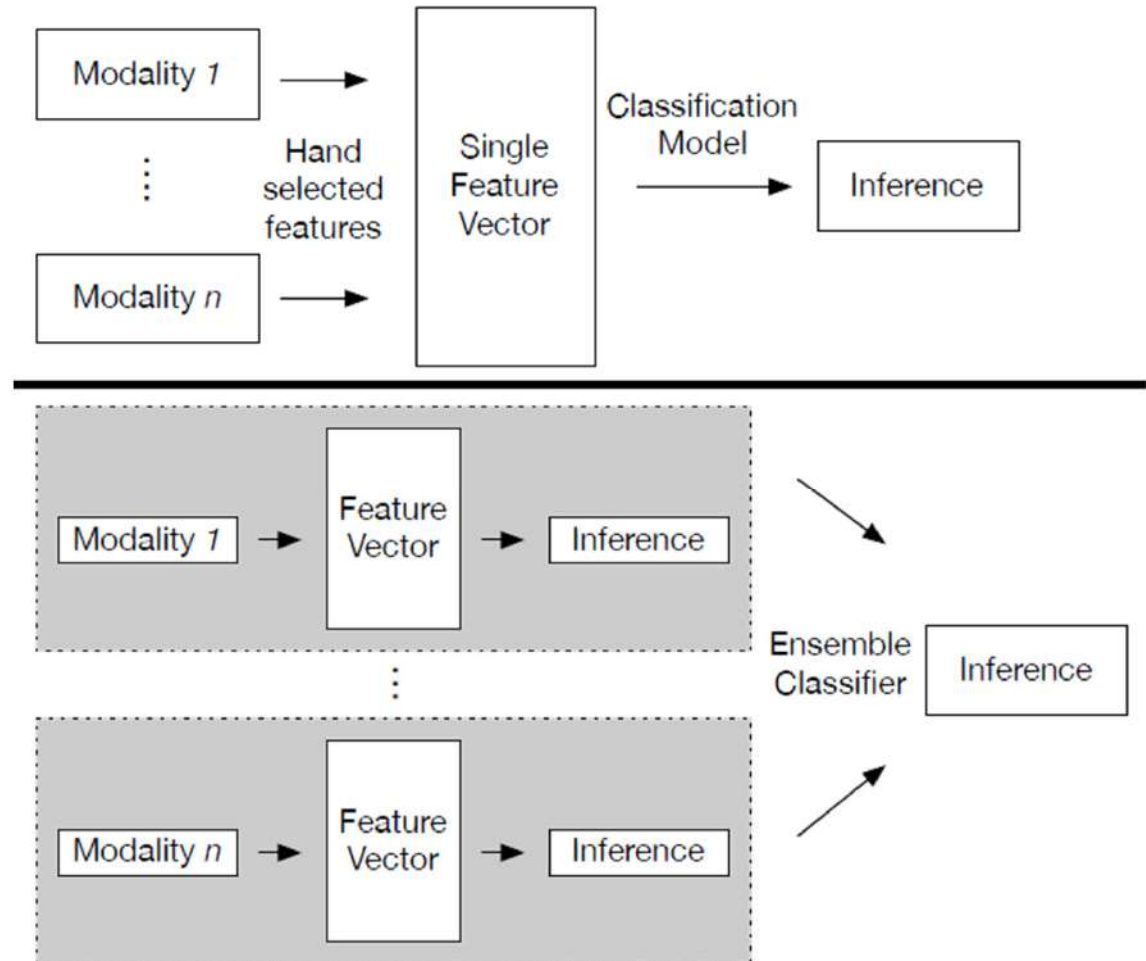 Modality 1
Hand
selected
features
Modality n
Single
Feature
Vector
Classification
Model
Inference
Modality 1
Feature
Vector
Inference
Modality n
Feature
Vector
Inference
Ensemble
Classifier
Inference